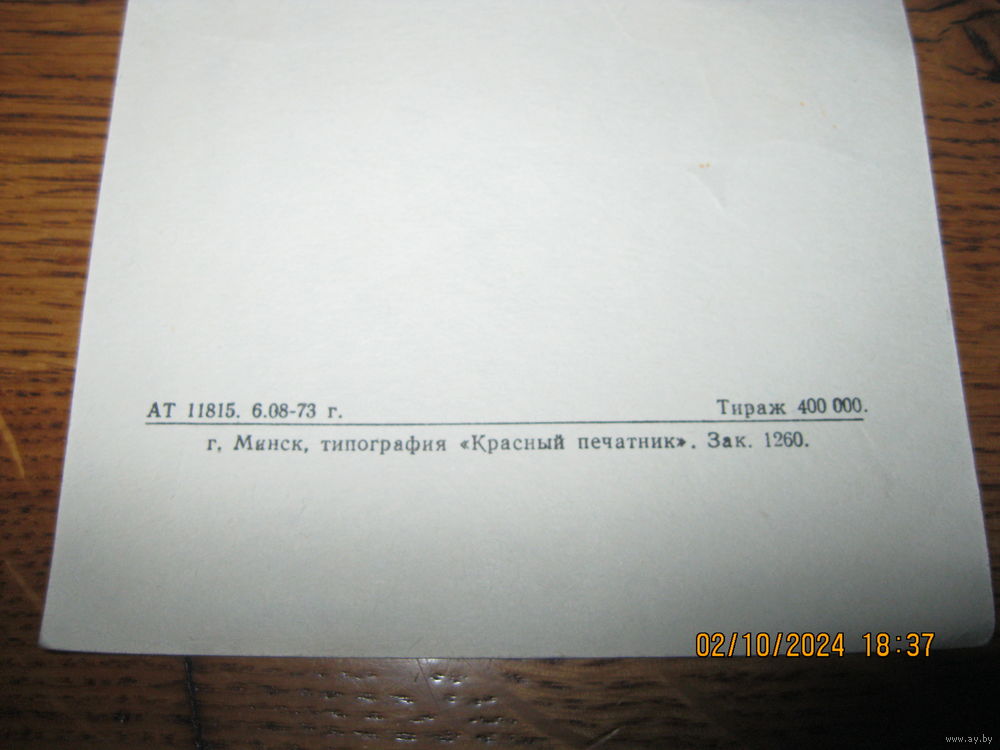 АТ 11815. 6.08-73 г. Тираж 400 000.
г, Минск, типография «Красный печатник». Зак. 1260.
02/10/2024 18:37
www.ay.by